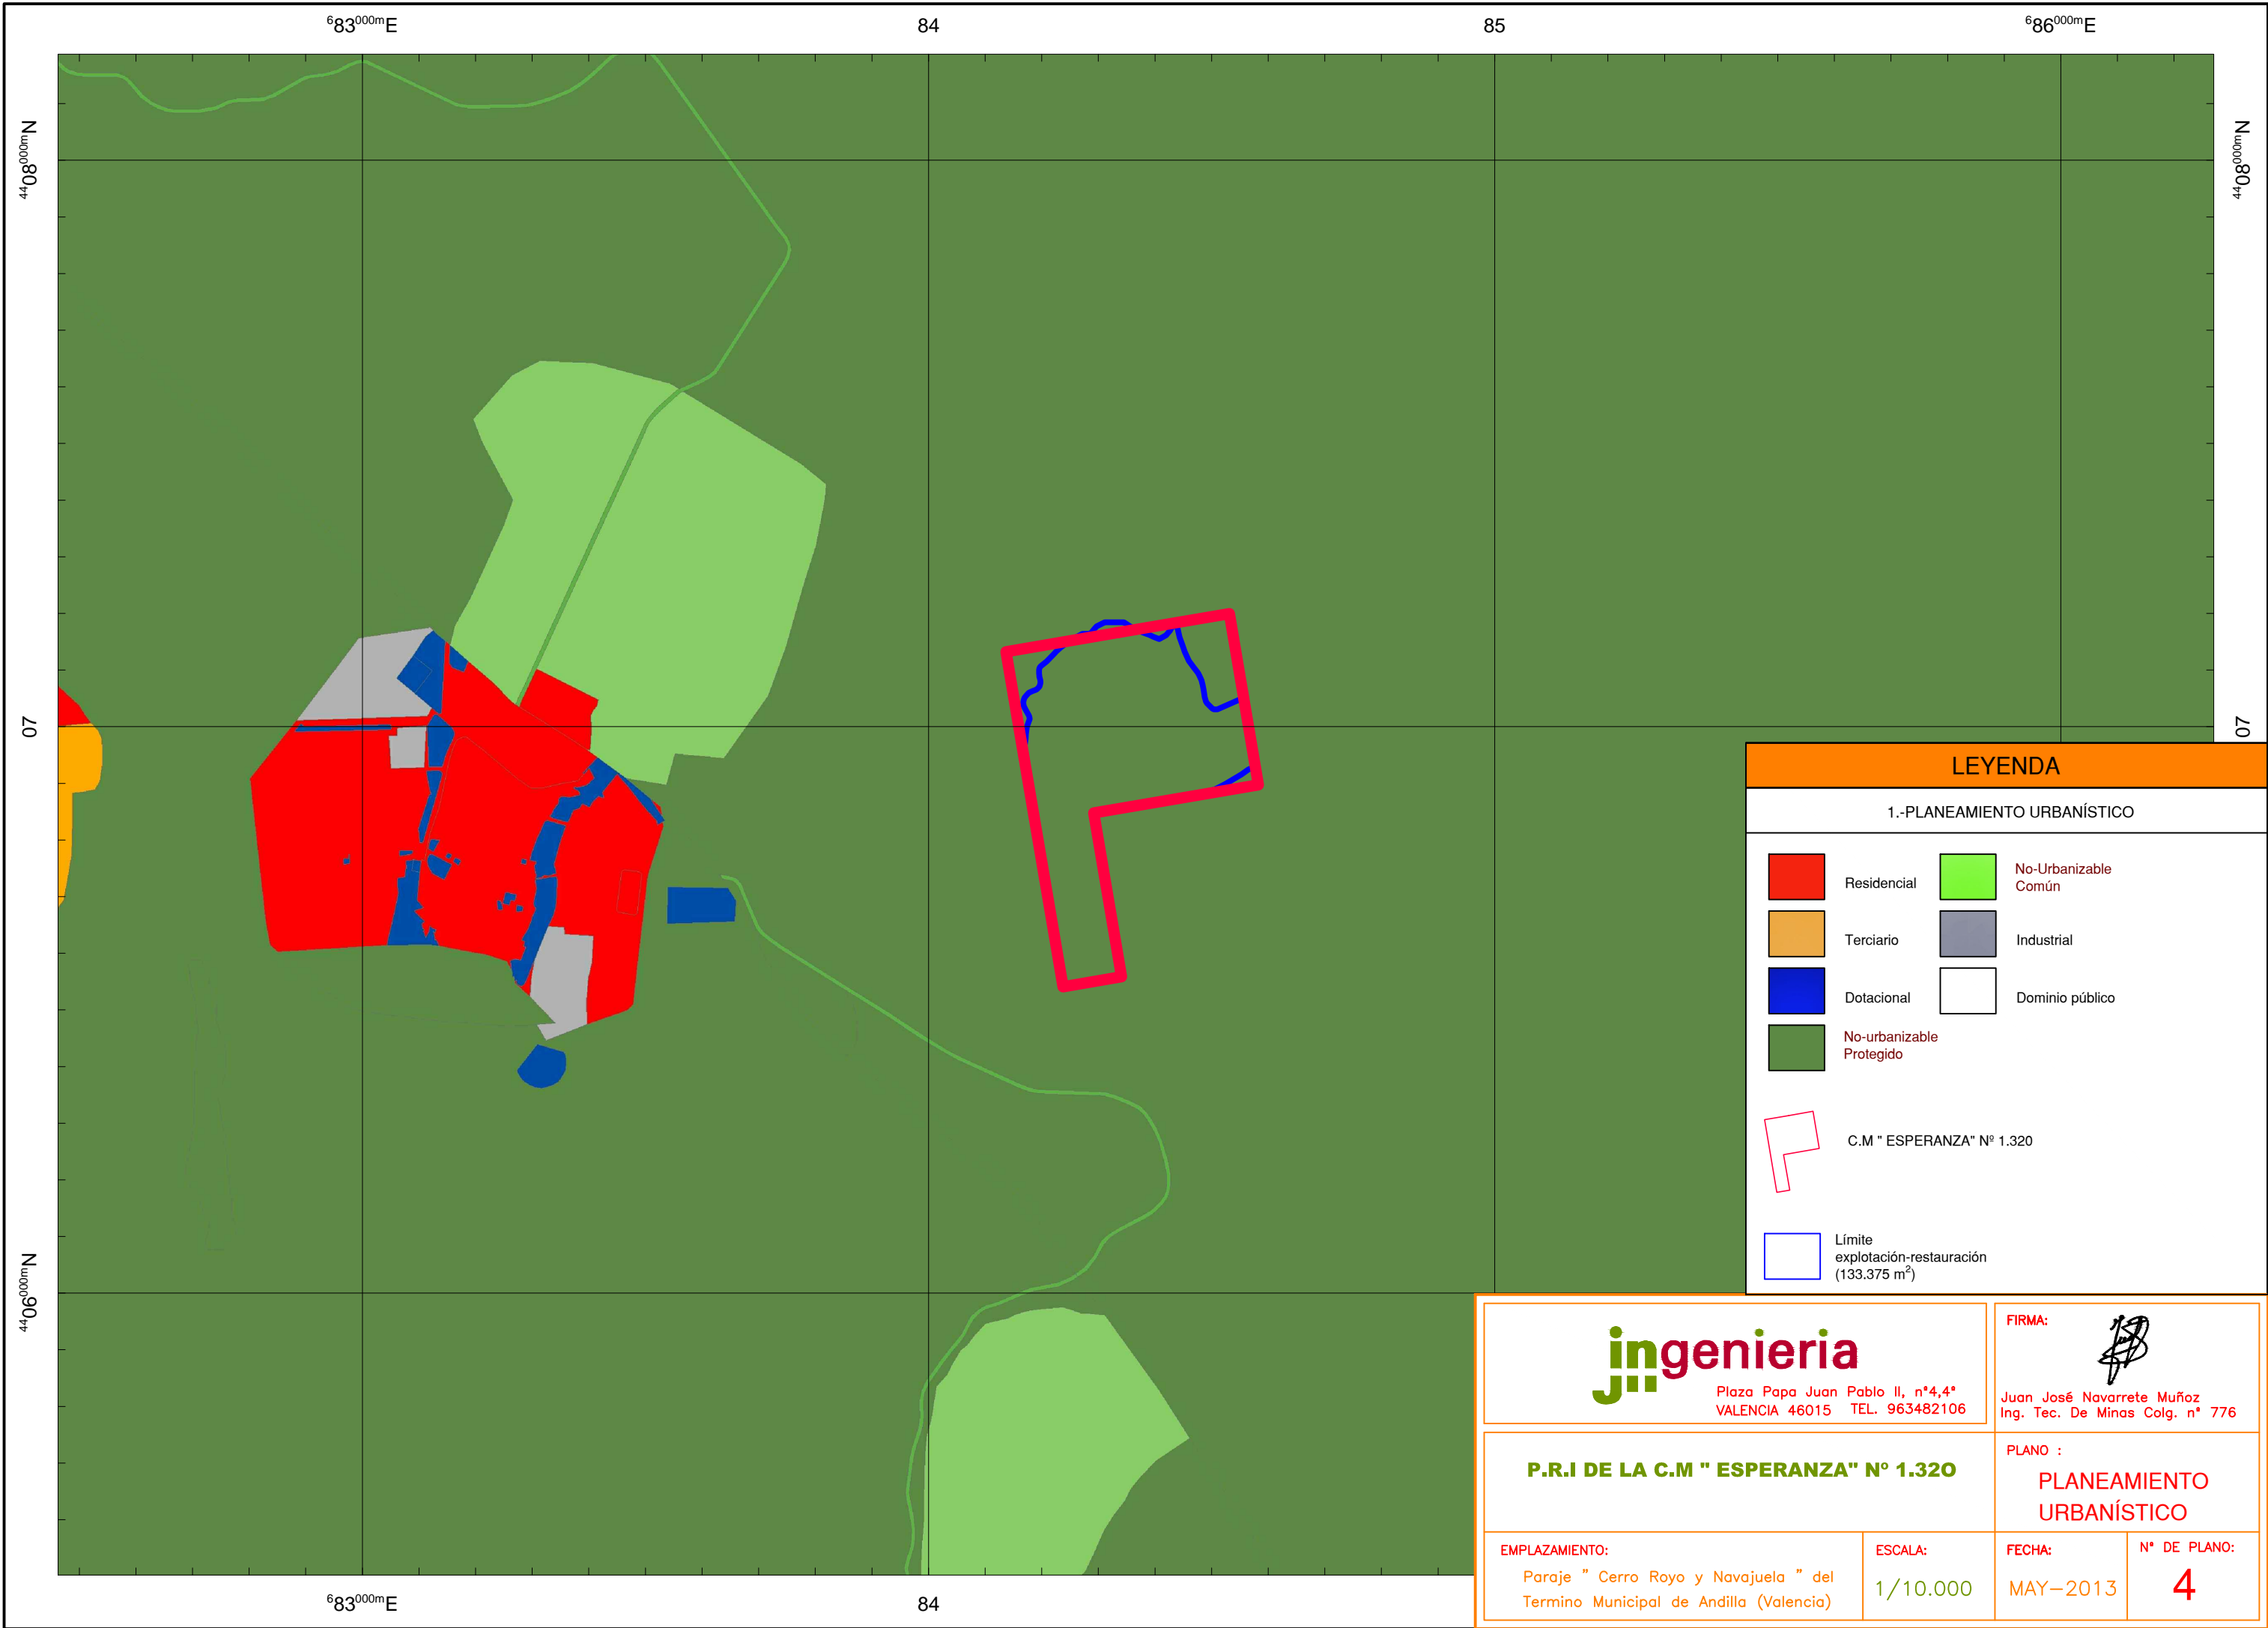 683000mE
84
85
686000mE
4408000mN
4408000mN
07
07
4406000mN
683000mE
84
LEYENDA
1.-PLANEAMIENTO URBANÍSTICO
Residencial
No-Urbanizable
Común
Terciario
Industrial
Dotacional
Dominio público
No-urbanizable
Protegido
C.M " ESPERANZA" Nº 1.320
Límite
explotación-restauración
(133.375 m2)
ingenieria
Plaza Papa Juan Pablo II, nº4,4ª
VALENCIA 46015 TEL. 963482106
FIRMA:
Juan José Navarrete Muñoz
Ing. Tec. De Minas Colg. nº 776
P.R.I DE LA C.M " ESPERANZA" Nº 1.32O
PLANO :
PLANEAMIENTO
URBANÍSTICO
EMPLAZAMIENTO:
Paraje " Cerro Royo y Navajuela " del
Termino Municipal de Andilla (Valencia)
ESCALA:
1/10.000
FECHA:
MAY-2013
Nº DE PLANO:
4